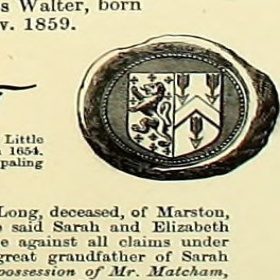 s Walter, born
v. 1859.
Little
1654.
paling
Long, deceased, of Marston,
said Sarah and Elizabeth
e against all claims under
great grandfather of Sarah
possession of Mr. Matcham,